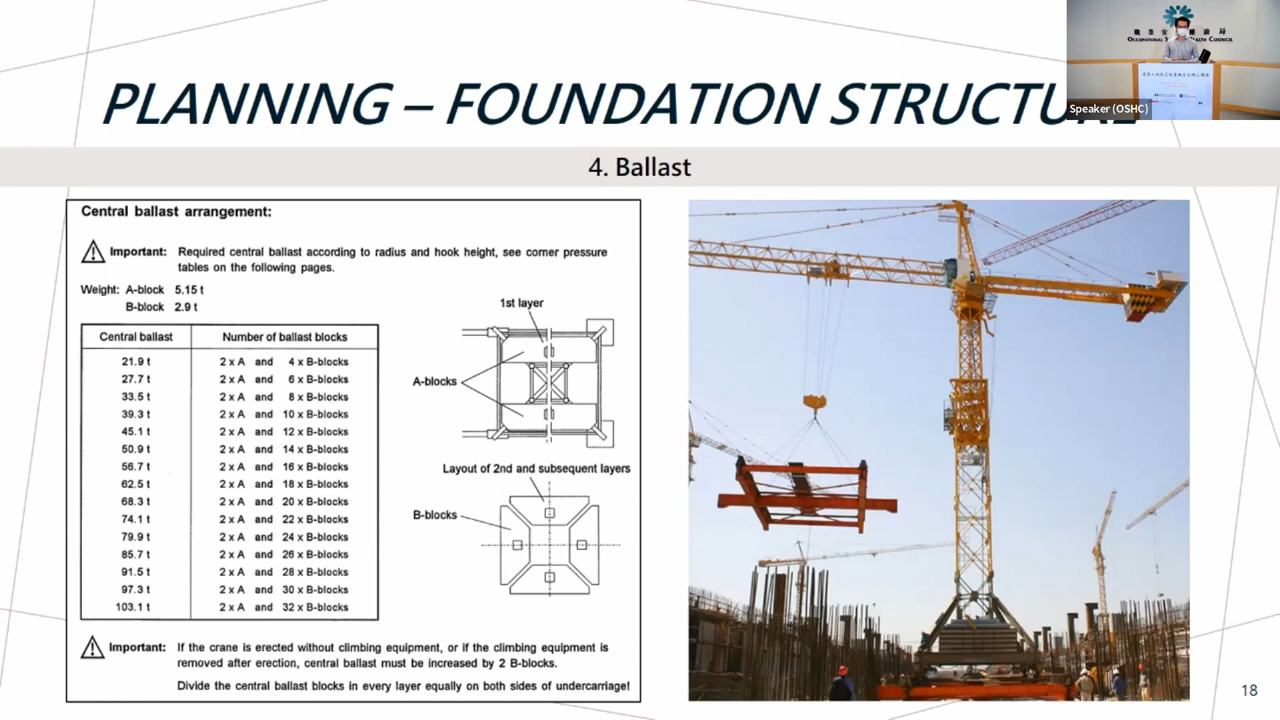 PLANNING – FOUNDATION STRUCTURE
Speaker (OSHC)
4. Ballast
Central ballast arrangement:
Important: Required central ballast according to radius and hook height, see corner pressure
tables on the following pages.
Weight: A-block 5.15 t
B-block 2.9 t
Central ballast Number of ballast blocks
21.9 t 2 x A and 4 x B-blocks
27.7 t 2 x A and 6 x B-blocks
33.5 t 2 x A and 8 x B-blocks
39.3 t 2 x A and 10 x B-blocks
45.1 t 2 x A and 12 x B-blocks
50.9 t 2 x A and 14 x B-blocks
56.7 t 2 x A and 16 x B-blocks
62.5 t 2 x A and 18 x B-blocks
68.3 t 2 x A and 20 x B-blocks
74.1 t 2 x A and 22 x B-blocks
79.9 t 2 x A and 24 x B-blocks
85.7 t 2 x A and 26 x B-blocks
91.5 t 2 x A and 28 x B-blocks
97.3 t 2 x A and 30 x B-blocks
103.1 t 2 x A and 32 x B-blocks
1st layer
A-blocks
Layout of 2nd and subsequent layers
B-blocks
Important: If the crane is erected without climbing equipment, or if the climbing equipment is
removed after erection, central ballast must be increased by 2 B-blocks.
Divide the central ballast blocks in every layer equally on both sides of undercarriage!
18